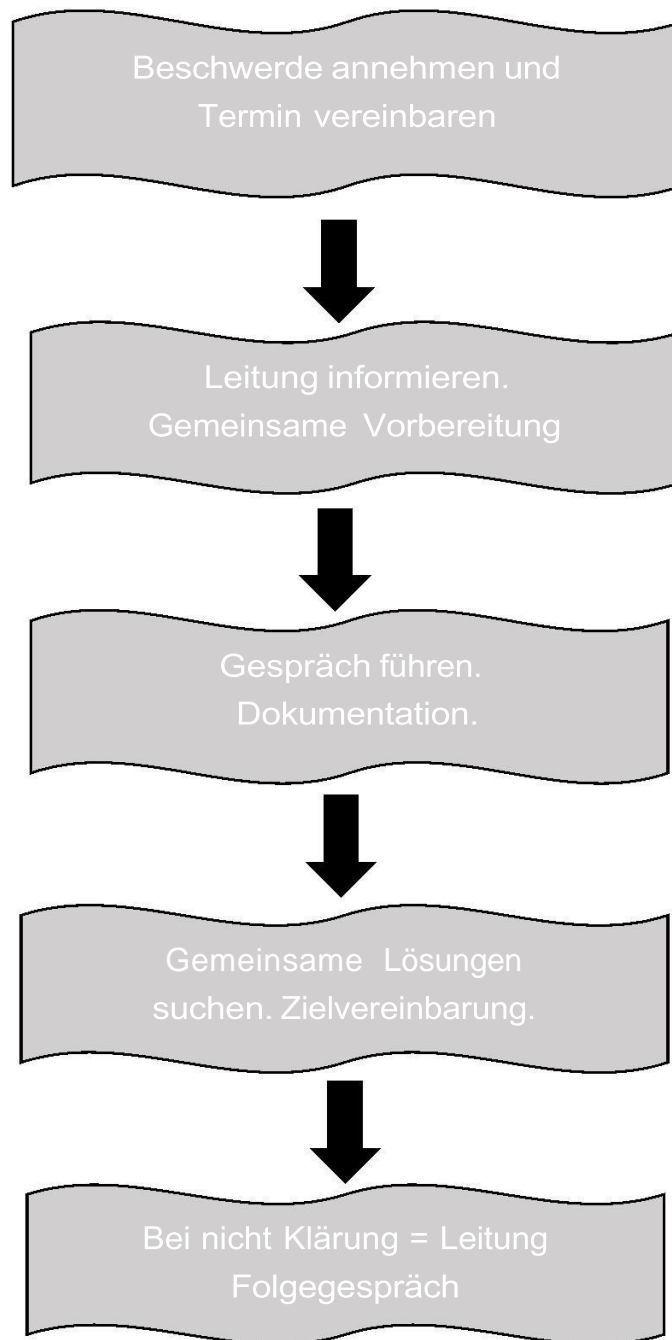 Beschwerde annehmen und
Termin vereinbaren
Leitung informieren.
Gemeinsame Vorbereitung
Gespräch führen.
Dokumentation.
Gemeinsame Lösungen
suchen. Zielvereinbarung.
Bei nicht Klärung = Leitung
Folgegespräch